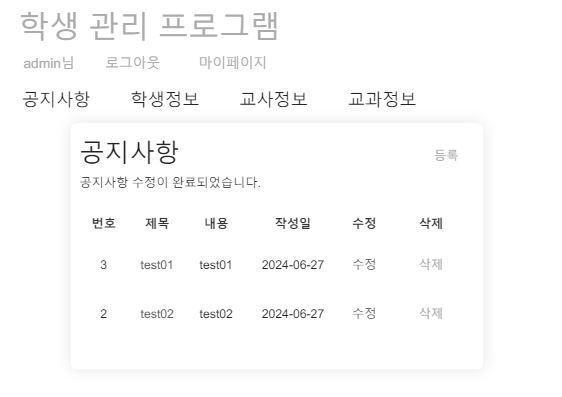 학생 관리 프로그램
admin님 로그아웃 마이페이지
공지사항 학생정보 교사정보 교과정보
공지사항 등록
공지사항 수정이 완료되었습니다.
번호 제목 내용 작성일 수정 삭제
3 test01 test01 2024-06-27 수정 삭제
2 test02 test02 2024-06-27 수정 삭제